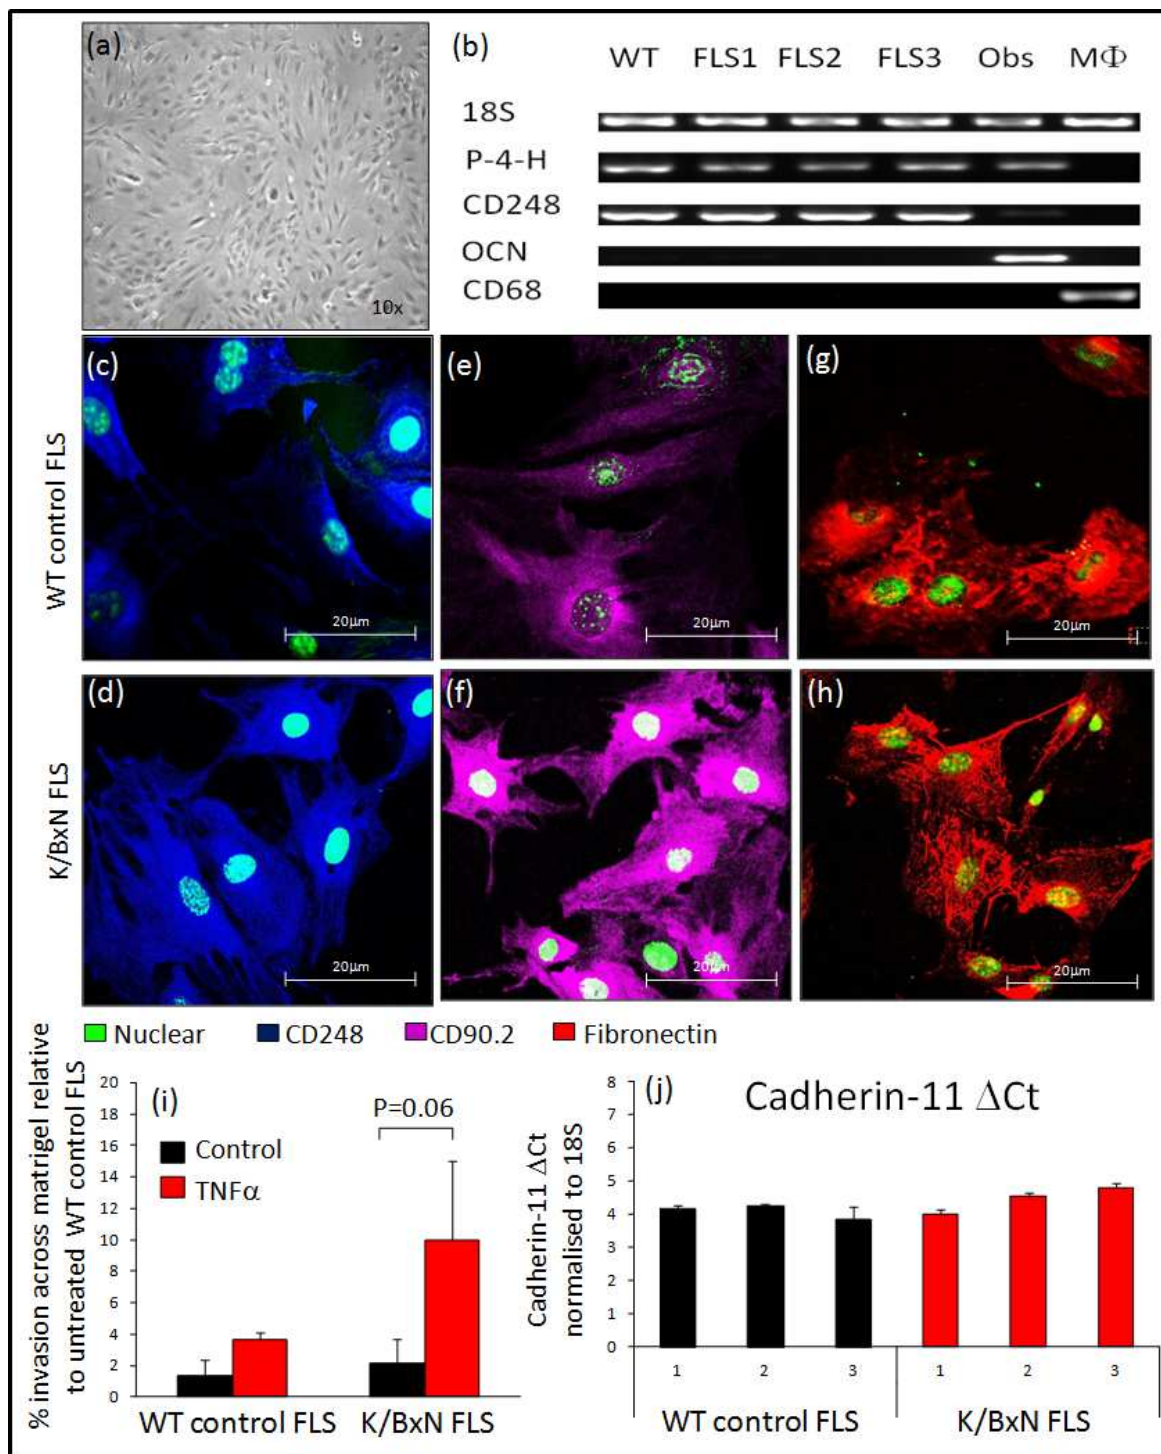 (a)
10x
(b)
WT FLS1 FLS2 FLS3 Obs MΦ
18S
P-4-H
CD248
OCN
CD68
WT control FLS
(c)
20µm
(e)
20µm
(g)
20µm
K/BxN FLS
(d)
20µm
(f)
20µm
(h)
20µm
Nuclear CD248 CD90.2 Fibronectin
(i)
% invasion across matrigel relative
to untreated WT control FLS
20
18
16
14
12
10
8
6
4
2
0
P=0.06
Control
TNFα
WT control FLS K/BxN FLS
(j)
Cadherin-11 ΔCt
Cadherin-11 ΔCt
normalised to 18S
8
7
6
5
4
3
2
1
0
1 2 3 1 2 3
WT control FLS K/BxN FLS